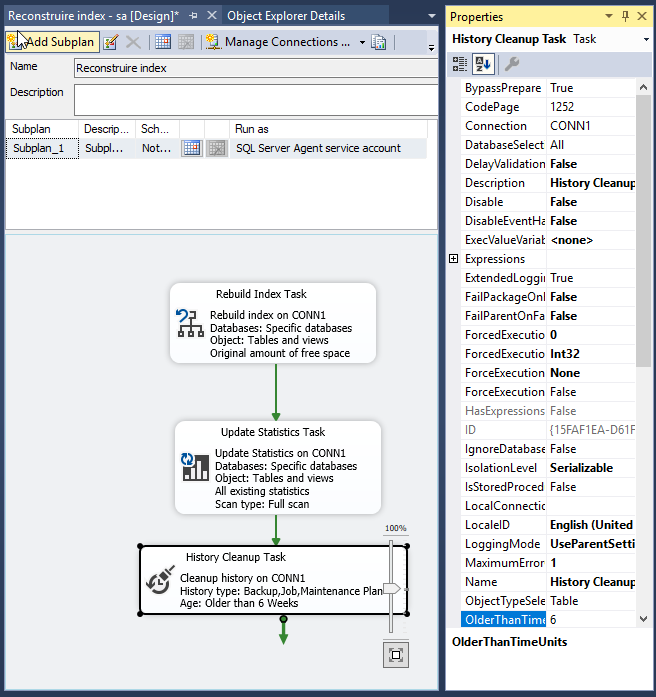 Reconstruire index - sa [Design]*
Object Explorer Details
Add Subplan
Manage Connections ...
Name
Reconstruire index
Description
Subplan Descrip... Sch... Run as
Subplan_1 Subpl... Not... SQL Server Agent service account
Rebuild Index Task
Rebuild index on CONN1
Databases: Specific databases
Object: Tables and views
Original amount of free space
Update Statistics Task
Update Statistics on CONN1
Databases: Specific databases
Object: Tables and views
All existing statistics
Scan type: Full scan
100%
History Cleanup Task
Cleanup history on CONN1
History type: Backup,Job,Maintenance Plan
Age: Older than 6 Weeks
Properties
History Cleanup Task Task
BypassPrepare True
CodePage 1252
Connection CONN1
DatabaseSelect All
DelayValidation False
Description History Cleanup
Disable False
DisableEventHa False
ExecValueVariab <none>
Expressions
ExtendedLoggi True
FailPackageOnl False
FailParentOnFa False
ForcedExecution 0
ForcedExecution Int32
ForceExecution None
ForceExecution False
HasExpressions False
ID {15FAF1EA-D61F
IgnoreDatabase False
IsolationLevel Serializable
IsStoredProced False
LocalConnectio
LocaleID English (United
LoggingMode UseParentSetti
MaximumError 1
Name History Cleanup
ObjectTypeSele Table
OlderThanTime 6
OlderThanTimeUnits